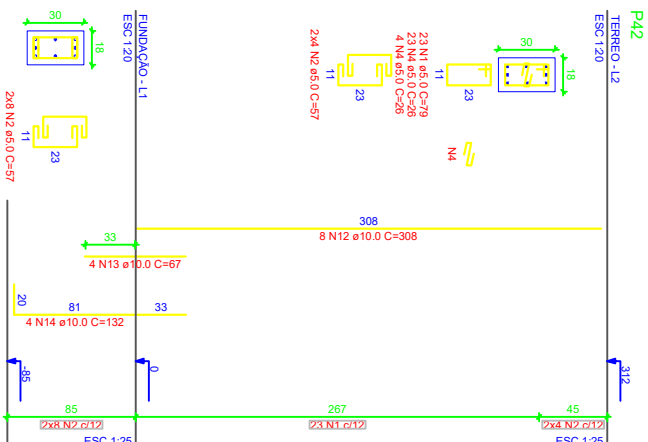 P42
TERREO - L2
ESC 1:20
30
18
23 N1 ø5.0 C=79
23 N4 ø5.0 C=26
4 N4 ø5.0 C=26
11
23
2x4 N2 ø5.0 C=57
11
23
N4
FUNDAÇÃO - L1
ESC 1:20
30
18
2x8 N2 ø5.0 C=57
11
23
308
8 N12 ø10.0 C=308
33
4 N13 ø10.0 C=67
20
81
33
4 N14 ø10.0 C=132
-85
0
312
85
267
45
2x8 N2 c/12
23 N1 c/12
2x4 N2 c/12
ESC 1:25
ESC 1:25